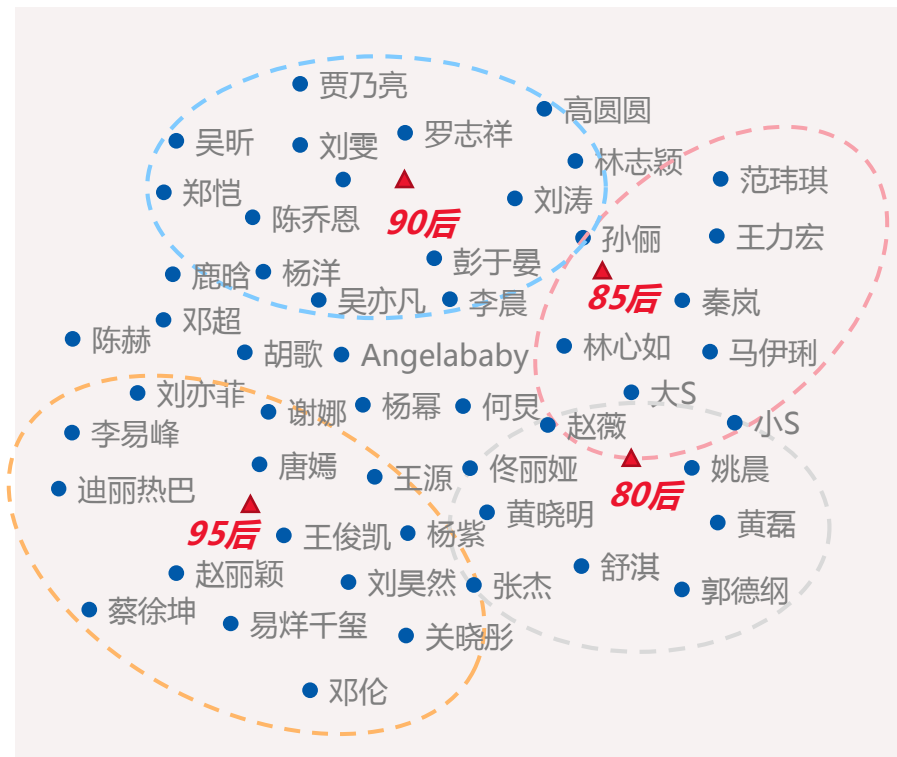 贾乃亮
高圆圆
吴昕
刘雯
罗志祥
林志颖
范玮琪
郑恺
陈乔恩
90后
刘涛
孙俪
王力宏
鹿晗
杨洋
彭于晏
85后
秦岚
吴亦凡
李晨
邓超
陈赫
胡歌
Angelababy
林心如
马伊琍
刘亦菲
谢娜
杨幂
何炅
大S
李易峰
赵薇
小S
迪丽热巴
唐嫣
王源
佟丽娅
80后
姚晨
95后
王俊凯
杨紫
黄晓明
黄磊
赵丽颖
刘昊然
张杰
舒淇
郭德纲
蔡徐坤
易烊千玺
关晓彤
邓伦